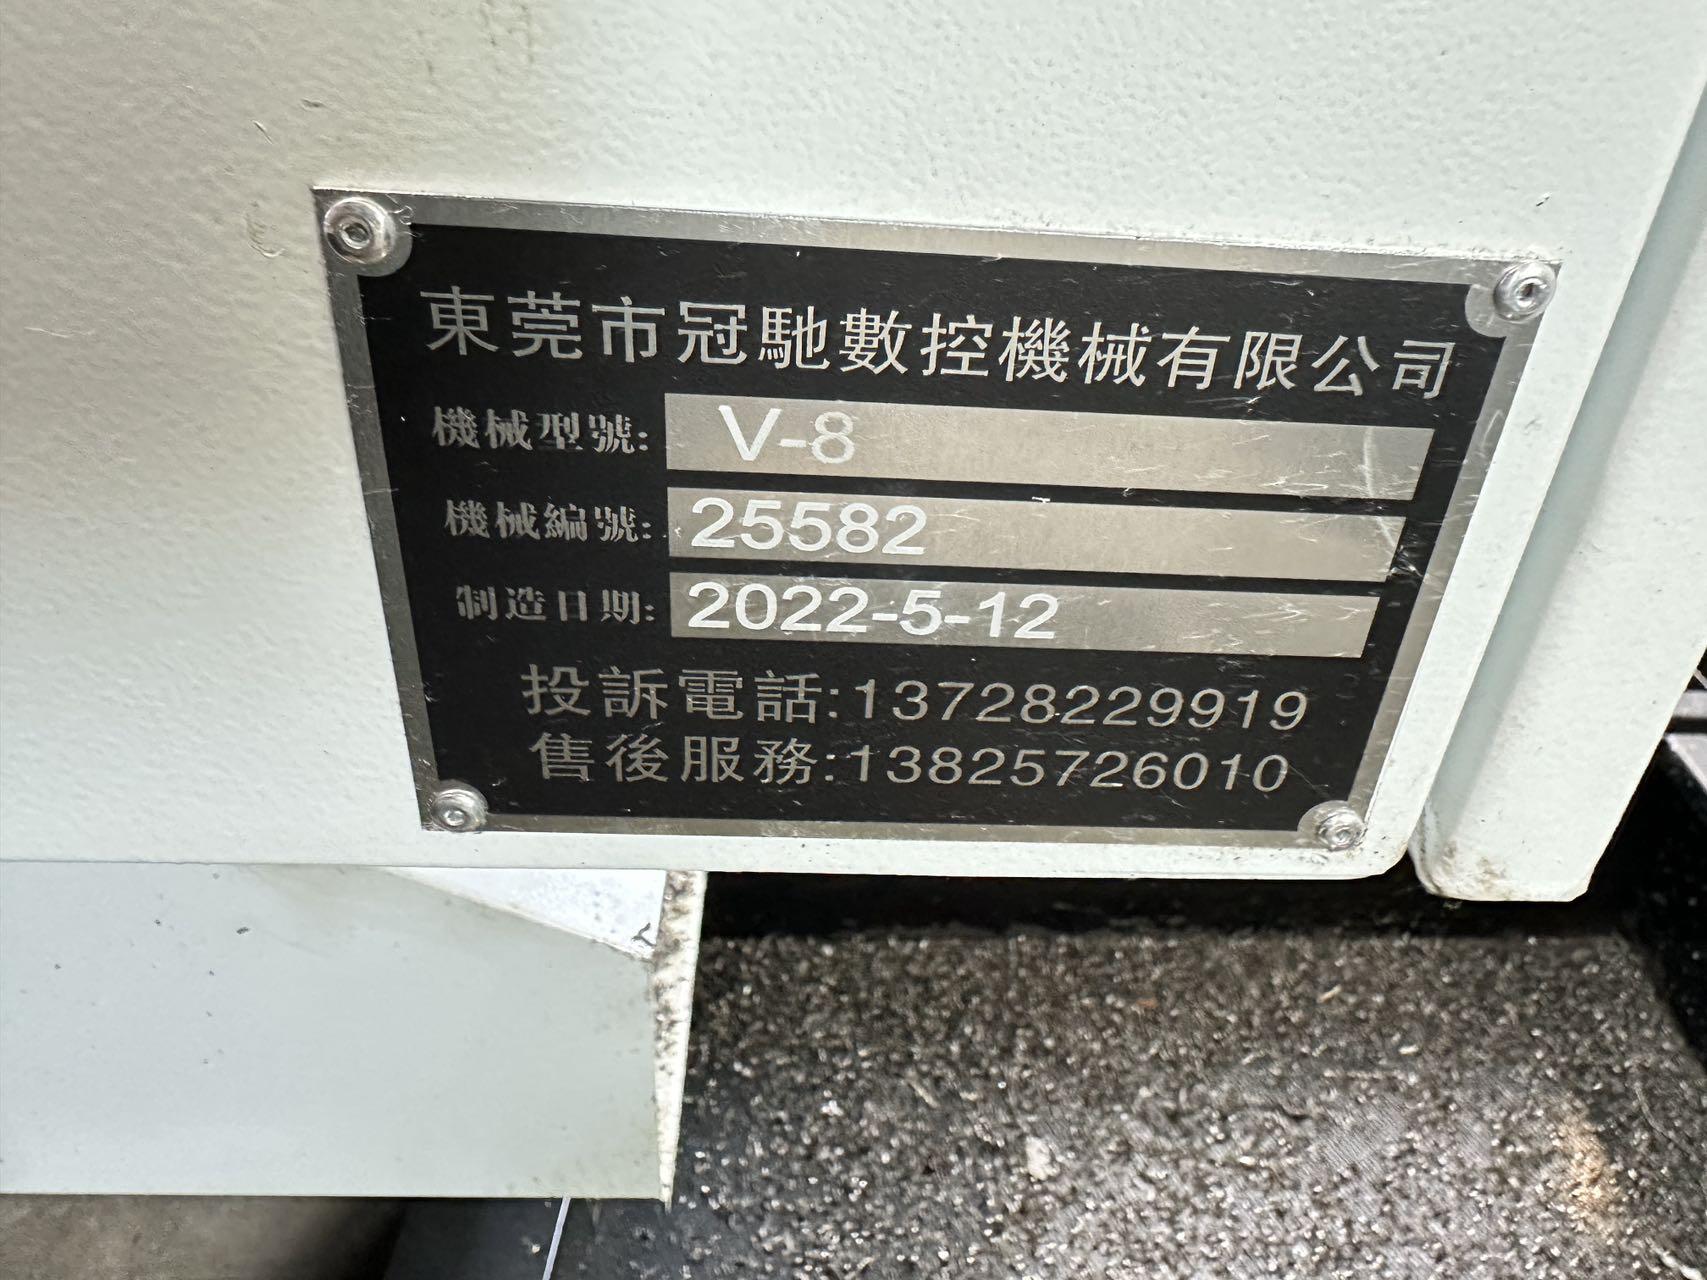 東莞市冠馳數控機械有限公司
機械型號: V-8
機械編號: 25582
制造日期: 2022-5-12
投訴電話:13728229919
售後服務:13825726010